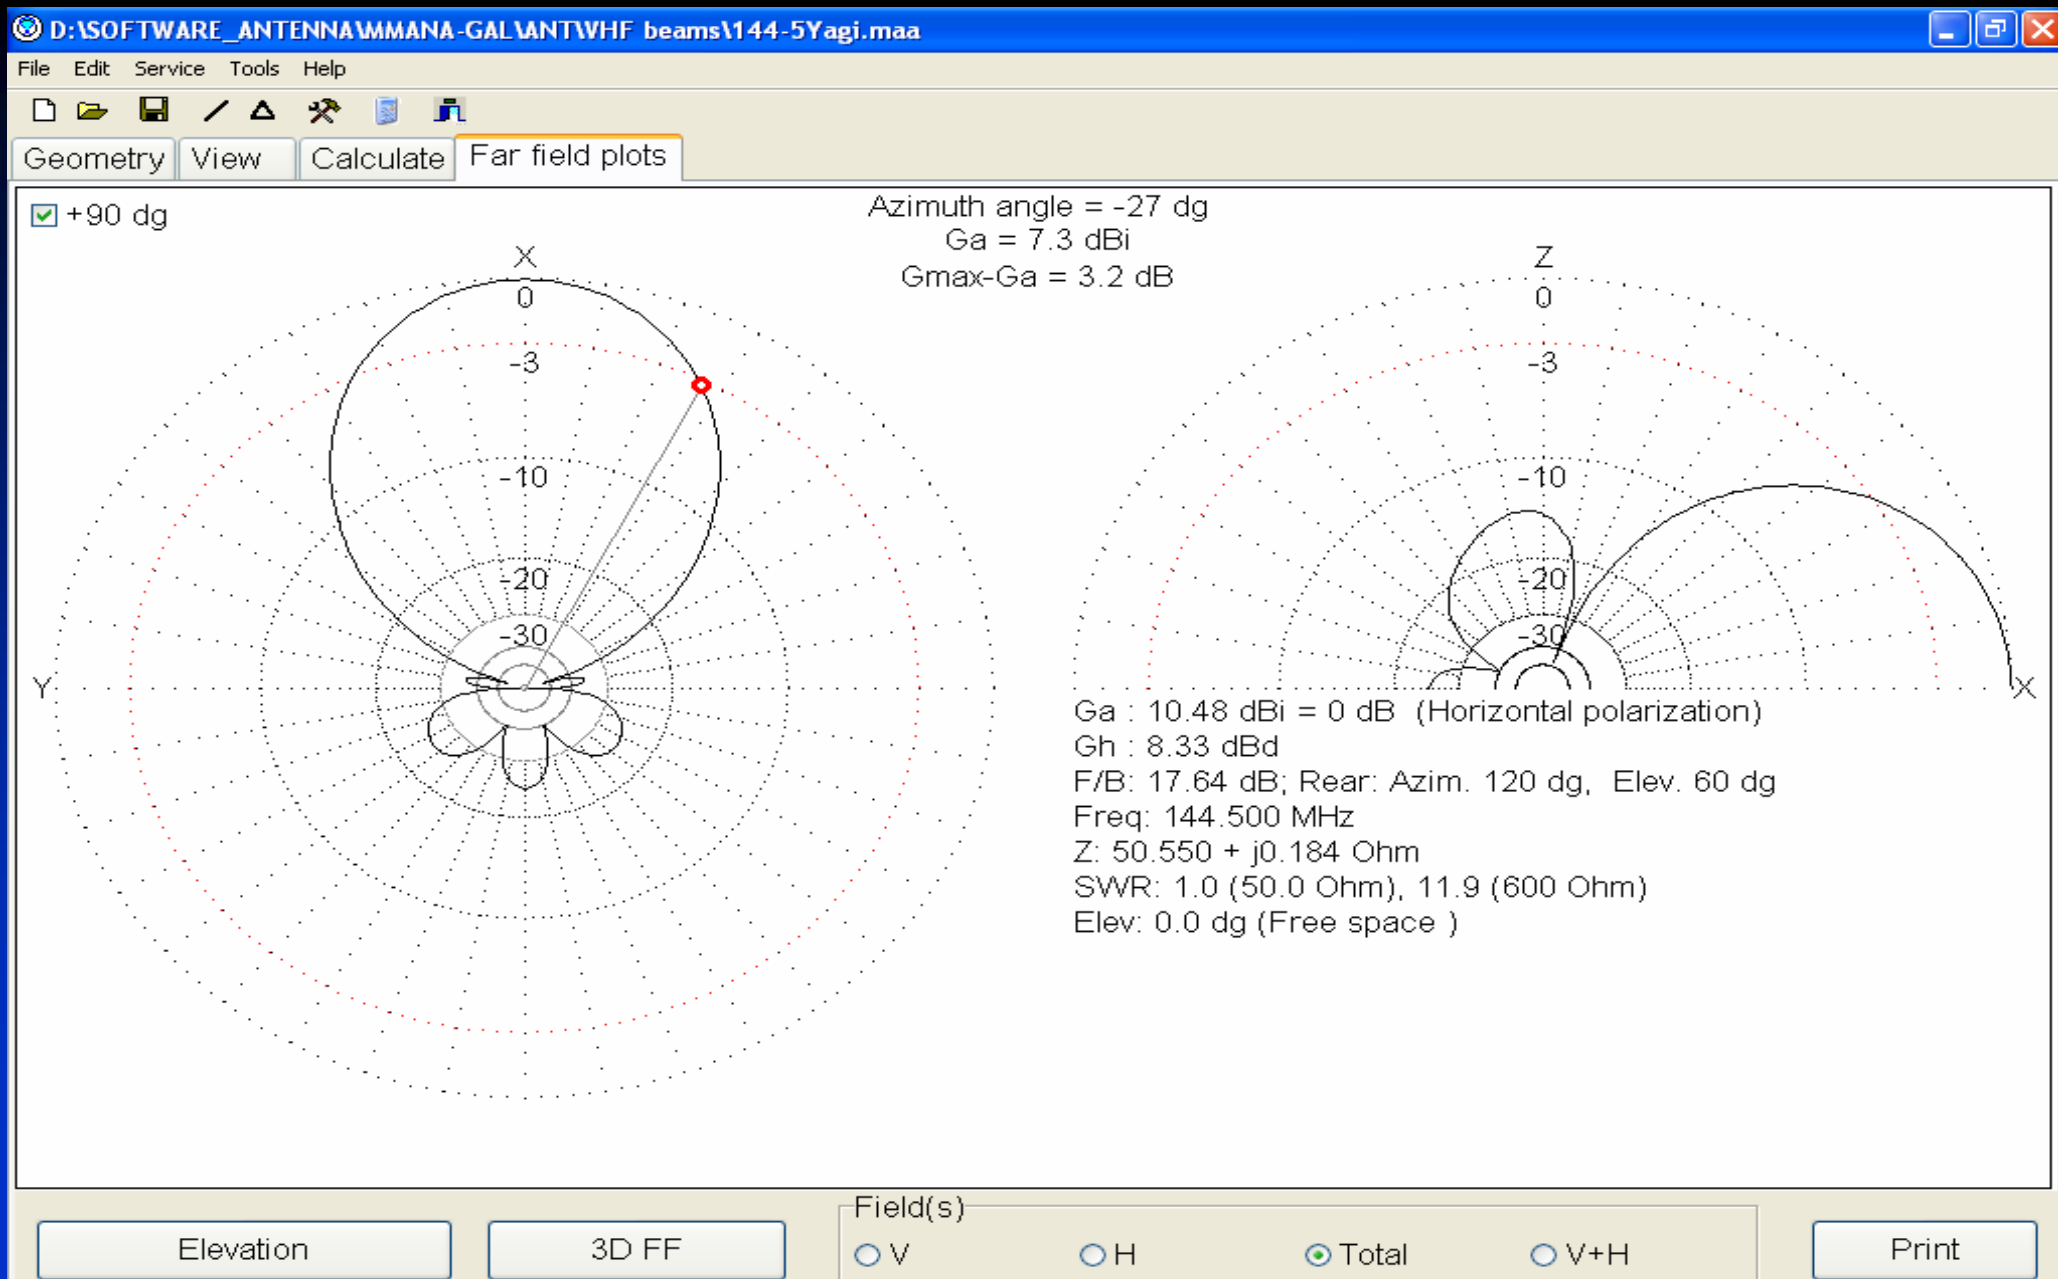 D:\SOFTWARE_ANTENNA\MMANA-GAL\ANT\VHF beams\144-5Yagi.maa
File Edit Service Tools Help
Geometry View Calculate Far field plots
+90 dg
Azimuth angle = -27 dg
Ga = 7.3 dBi
Gmax-Ga = 3.2 dB
X
0
-3
-10
-20
-30
Y
Z
0
-3
-10
-20
-30
X
Ga : 10.48 dBi = 0 dB (Horizontal polarization)
Gh : 8.33 dBd
F/B: 17.64 dB; Rear: Azim. 120 dg, Elev. 60 dg
Freq: 144.500 MHz
Z: 50.550 + j0.184 Ohm
SWR: 1.0 (50.0 Ohm), 11.9 (600 Ohm)
Elev: 0.0 dg (Free space )
Elevation
3D FF
Field(s)
V H Total V+H
Print